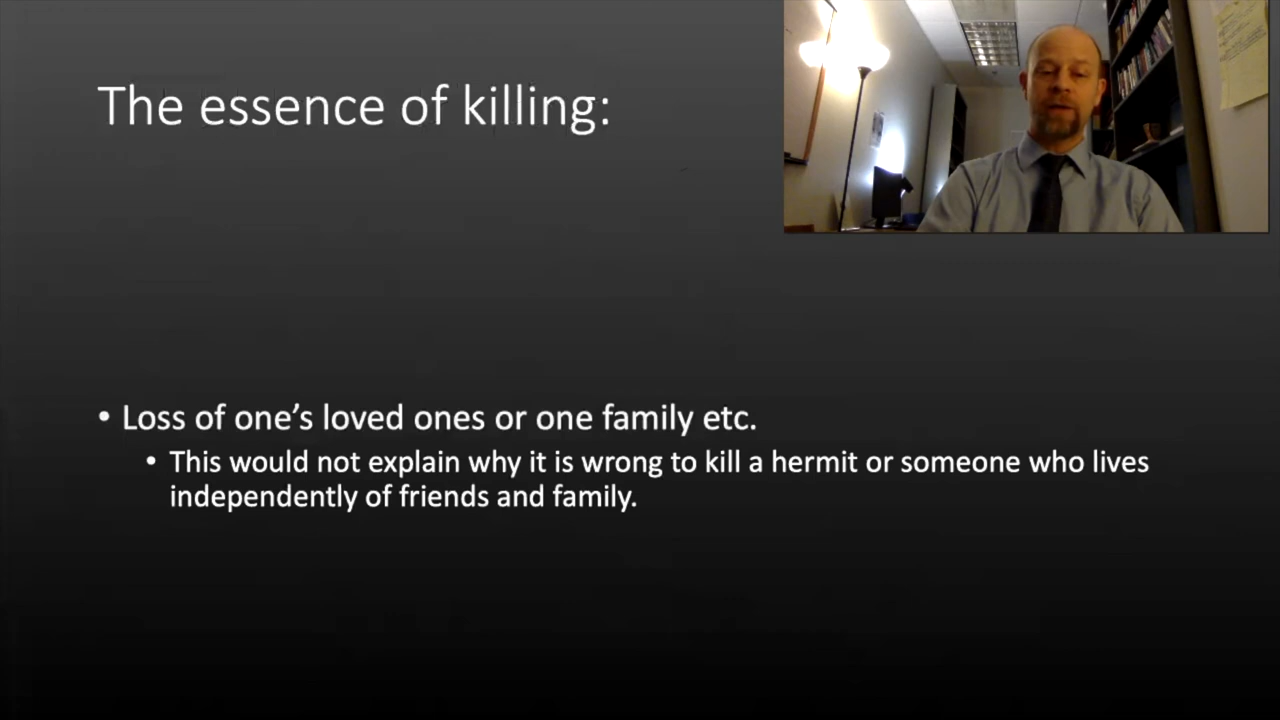 The essence of killing:
• Loss of one’s loved ones or one family etc.
• This would not explain why it is wrong to kill a hermit or someone who lives
independently of friends and family.